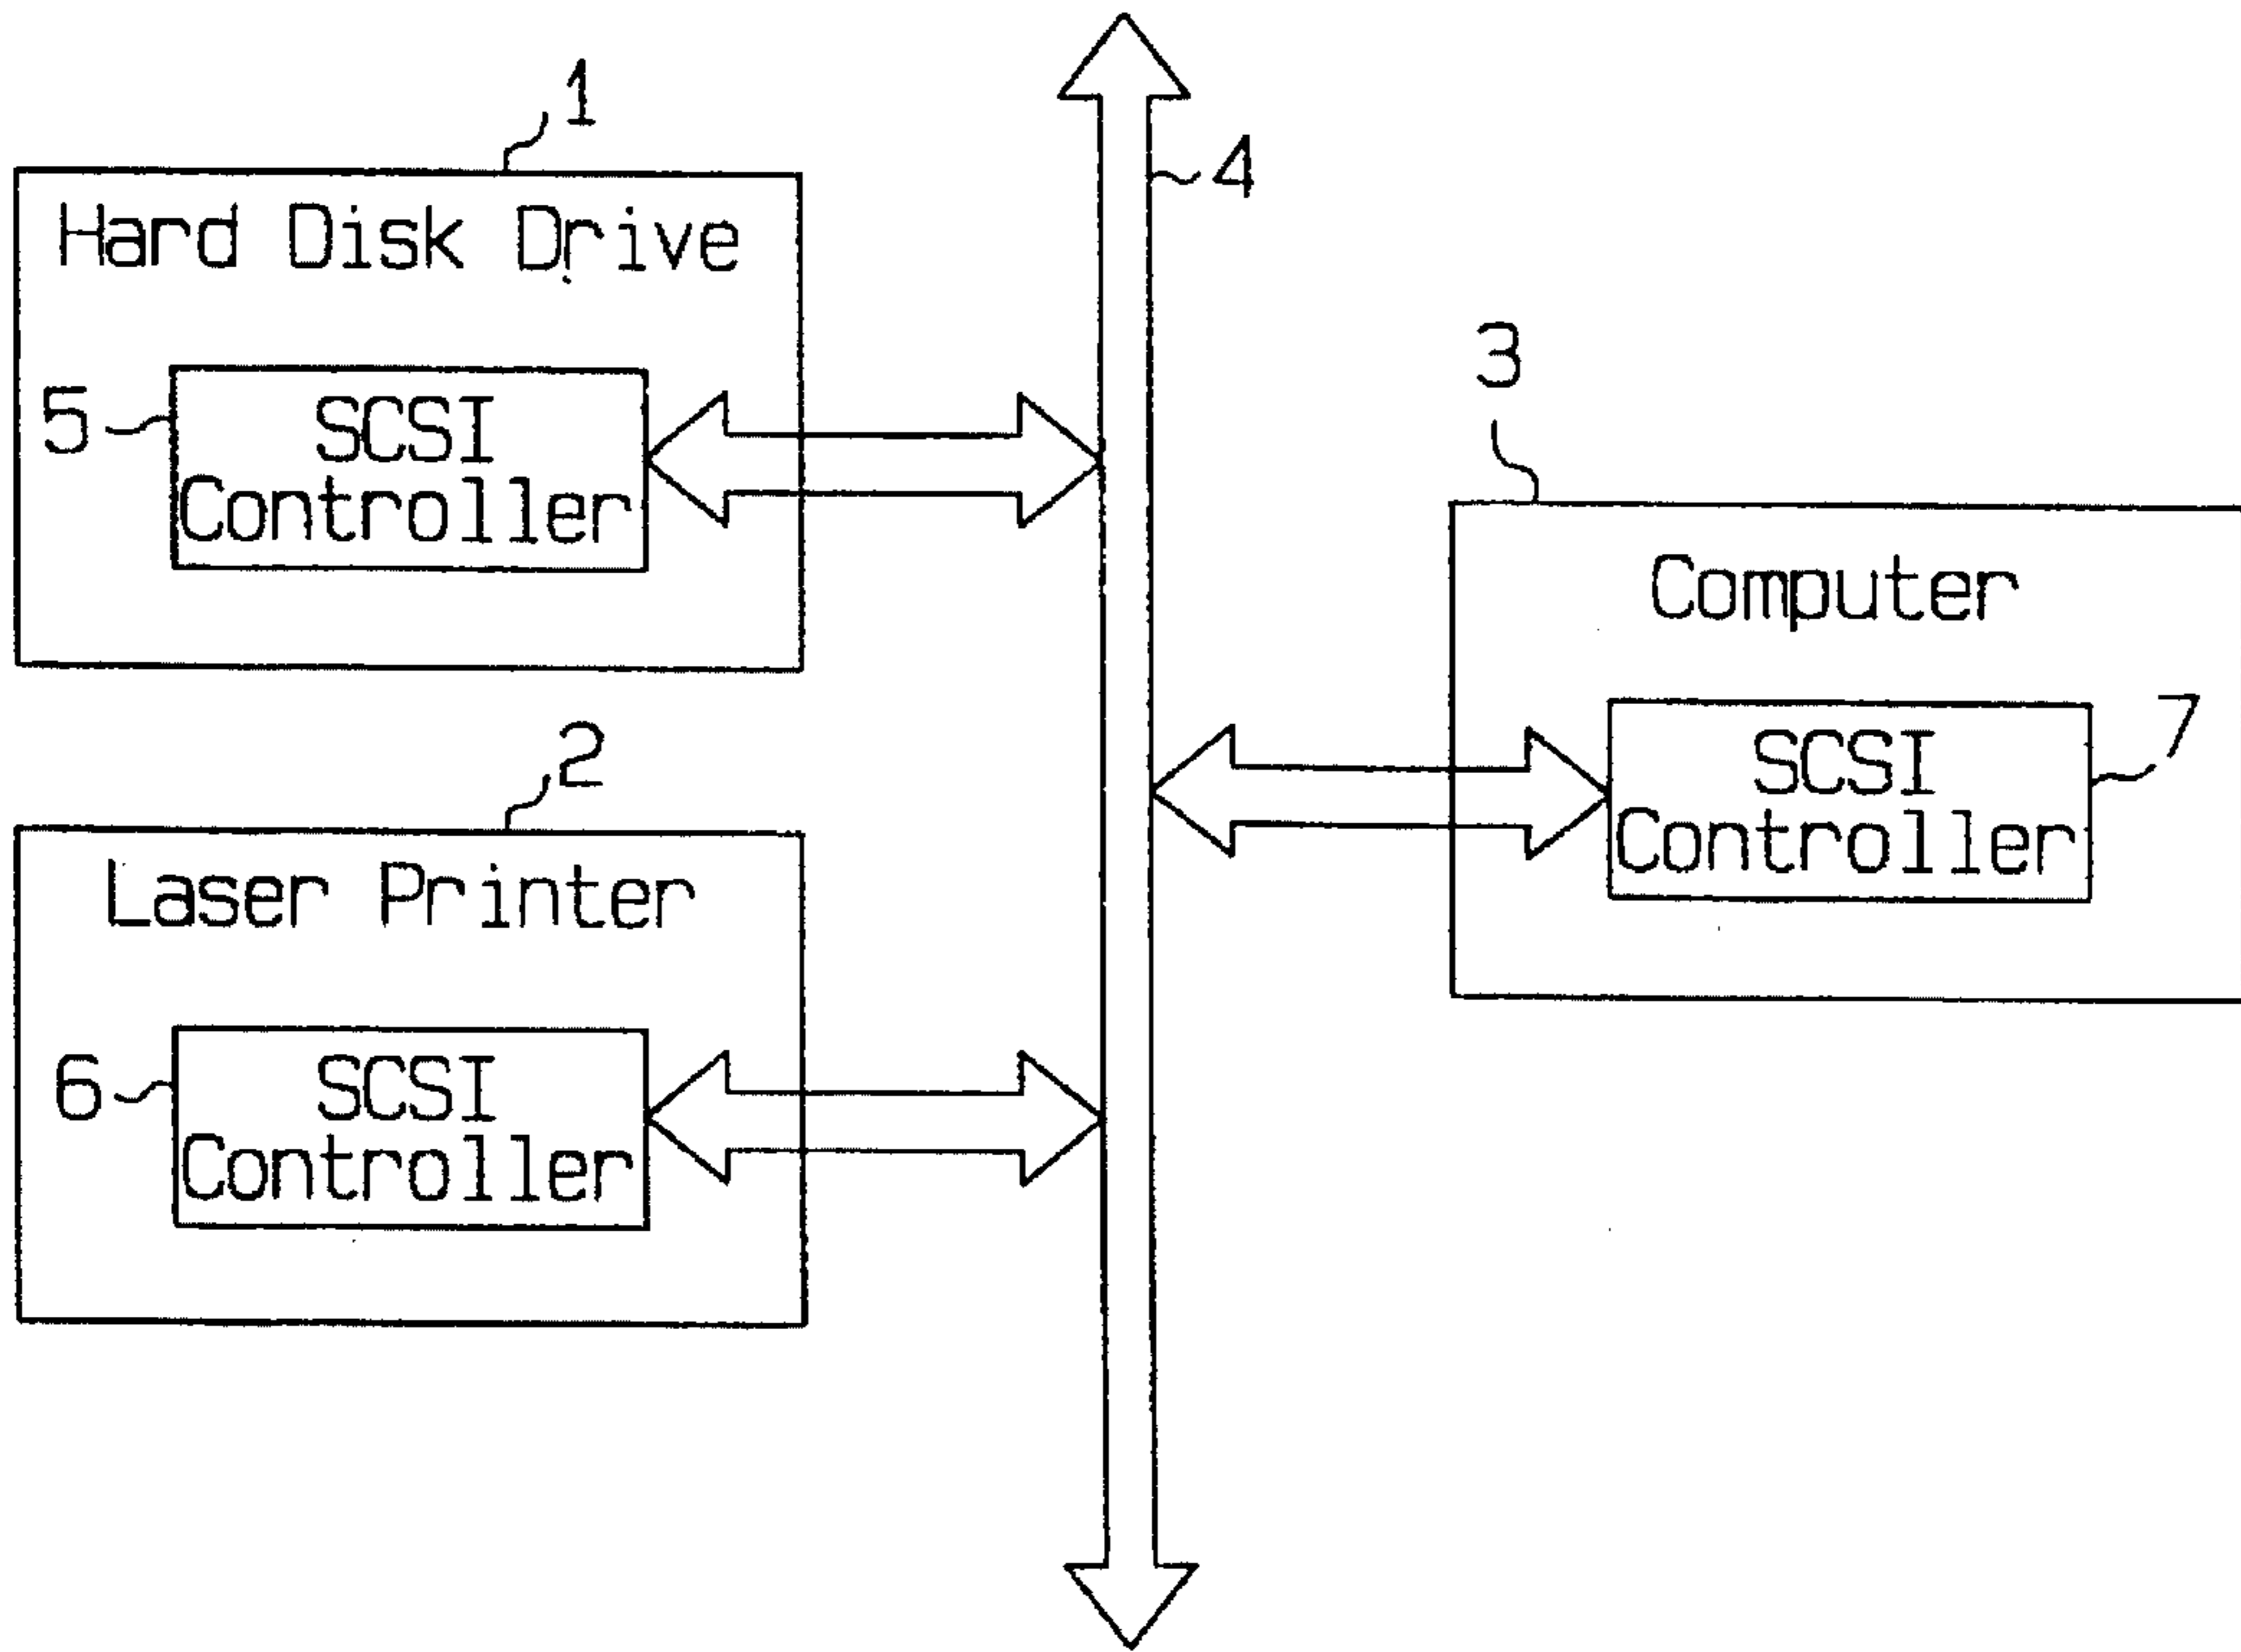 1
4
Hard Disk Drive
5
SCSI
Controller
3
Computer
7
SCSI
Controller
2
Laser Printer
6
SCSI
Controller